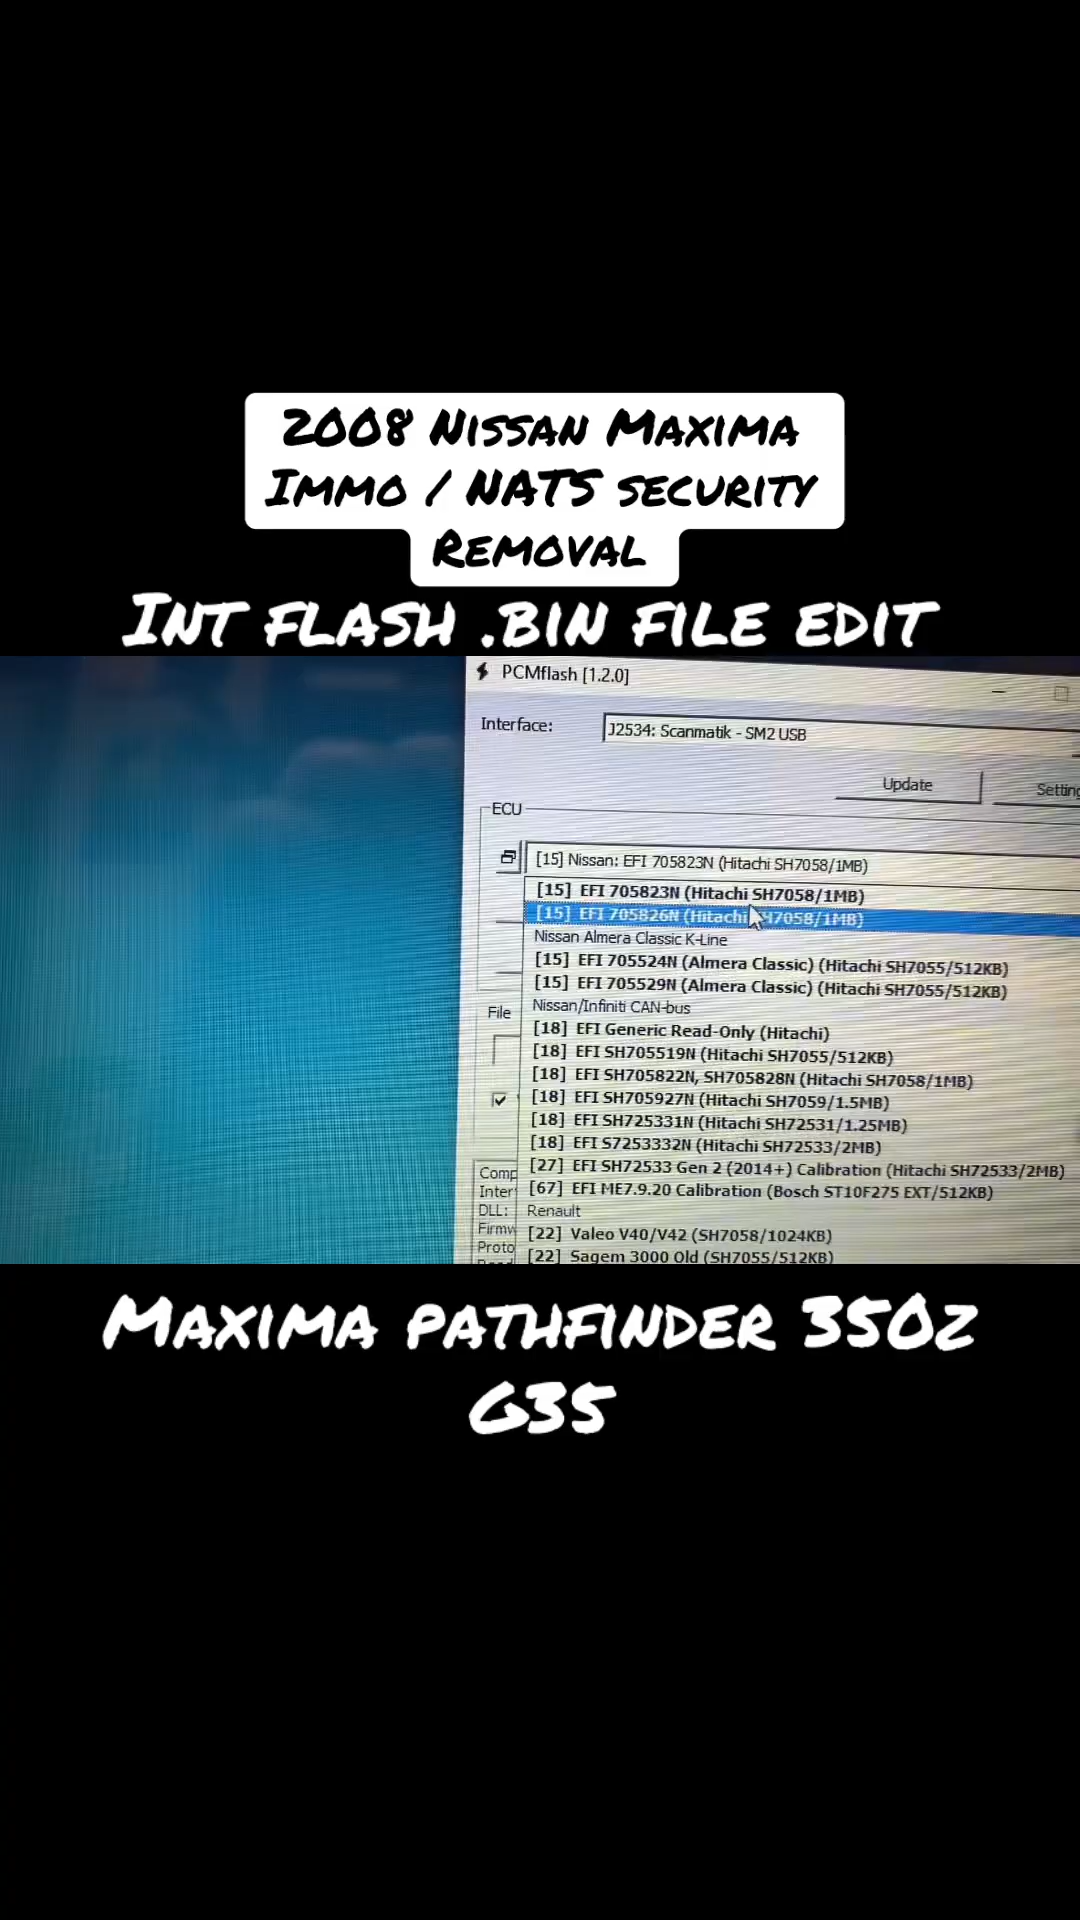 2008 Nissan Maxima
Immo / NATS security
Removal
Int flash .bin file edit
PCMflash [1.2.0]
Interface:
J2534: Scanmatik - SM2 USB
Update
Setting
ECU
[15] Nissan: EFI 705823N (Hitachi SH7058/1MB)
[15] EFI 705823N (Hitachi SH7058/1MB)
[15] EFI 705826N (Hitachi SH7058/1MB)
Nissan Almera Classic K-Line
[15] EFI 705524N (Almera Classic) (Hitachi SH7055/512KB)
[15] EFI 705529N (Almera Classic) (Hitachi SH7055/512KB)
Nissan/Infiniti CAN-bus
File
[18] EFI Generic Read-Only (Hitachi)
[18] EFI SH705519N (Hitachi SH7055/512KB)
[18] EFI SH705822N, SH705828N (Hitachi SH7058/1MB)
[18] EFI SH705927N (Hitachi SH7059/1.5MB)
[18] EFI SH725331N (Hitachi SH72531/1.25MB)
[18] EFI S7253332N (Hitachi SH72533/2MB)
[27] EFI SH72533 Gen 2 (2014+) Calibration (Hitachi SH72533/2MB)
Comp
[67] EFI ME7.9.20 Calibration (Bosch ST10F275 EXT/512KB)
Inter
DLL:
Renault
Firmw
[22] Valeo V40/V42 (SH7058/1024KB)
Proto
[22] Sagem 3000 Old (SH7055/512KB)
Maxima pathfinder 350z
G35